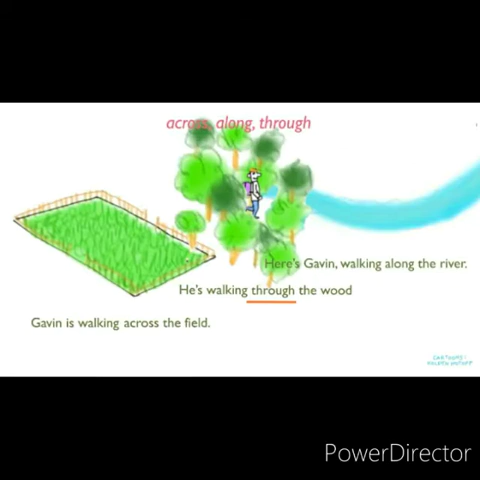 across, along, through
Here's Gavin, walking along the river.
He's walking through the wood
Gavin is walking across the field.
CARTOONS:
PowerDirector